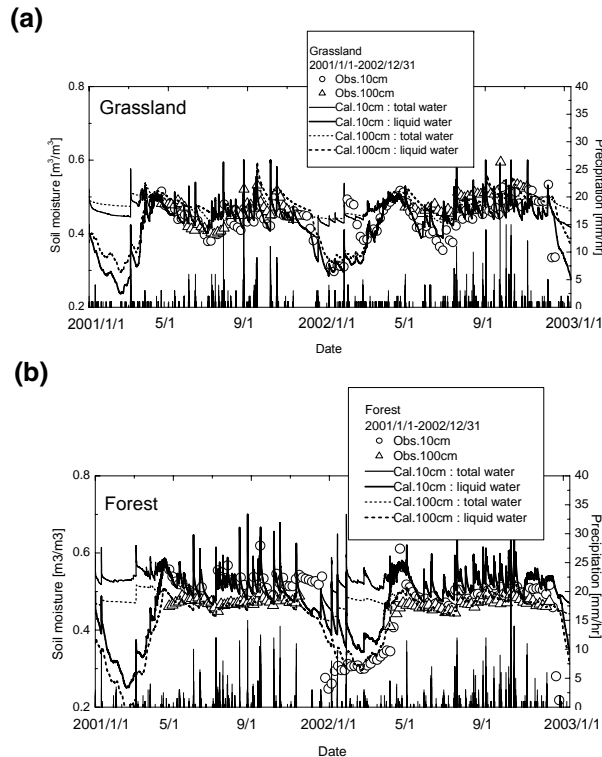 (a)
Grassland
2001/1/1-2002/12/31
Obs.10cm
Obs.100cm
Cal.10cm : total water
Cal.10cm : liquid water
Cal.100cm : total water
Cal.100cm : liquid water
Grassland
Soil moisture [m³/m³]
0.8
0.6
0.4
0.2
40
35
30
25
20
15
10
5
0
Precipitation [mm/hr]
2001/1/1 5/1 9/1 2002/1/1 5/1 9/1 2003/1/1
Date
(b)
Forest
2001/1/1-2002/12/31
Obs.10cm
Obs.100cm
Cal.10cm : total water
Cal.10cm : liquid water
Cal.100cm : total water
Cal.100cm : liquid water
Forest
Soil moisture [m3/m3]
0.8
0.6
0.4
0.2
40
35
30
25
20
15
10
5
0
Precipitation [mm/hr]
2001/1/1 5/1 9/1 2002/1/1 5/1 9/1 2003/1/1
Date